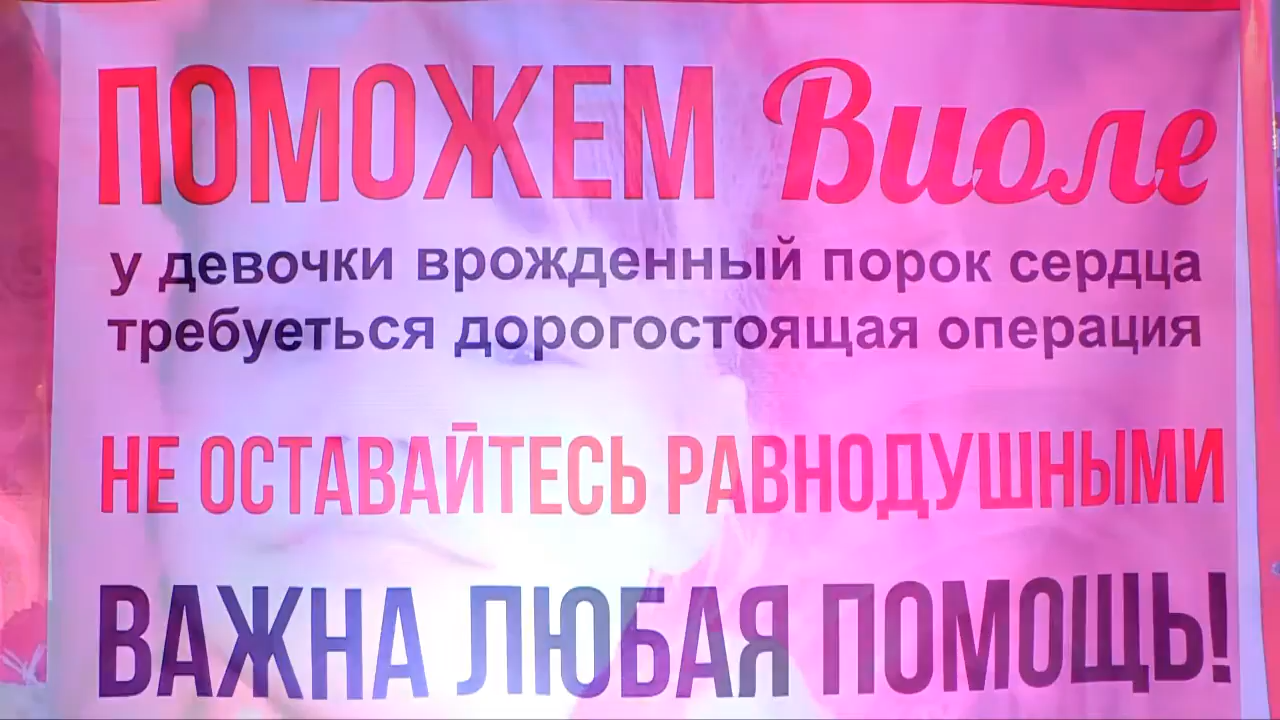 ПОМОЖЕМ Виоле
у девочки врожденный порок сердца
требуеться дорогостоящая операция
НЕ ОСТАВАЙТЕСЬ РАВНОДУШНЫМИ
ВАЖНА ЛЮБАЯ ПОМОЩЬ!